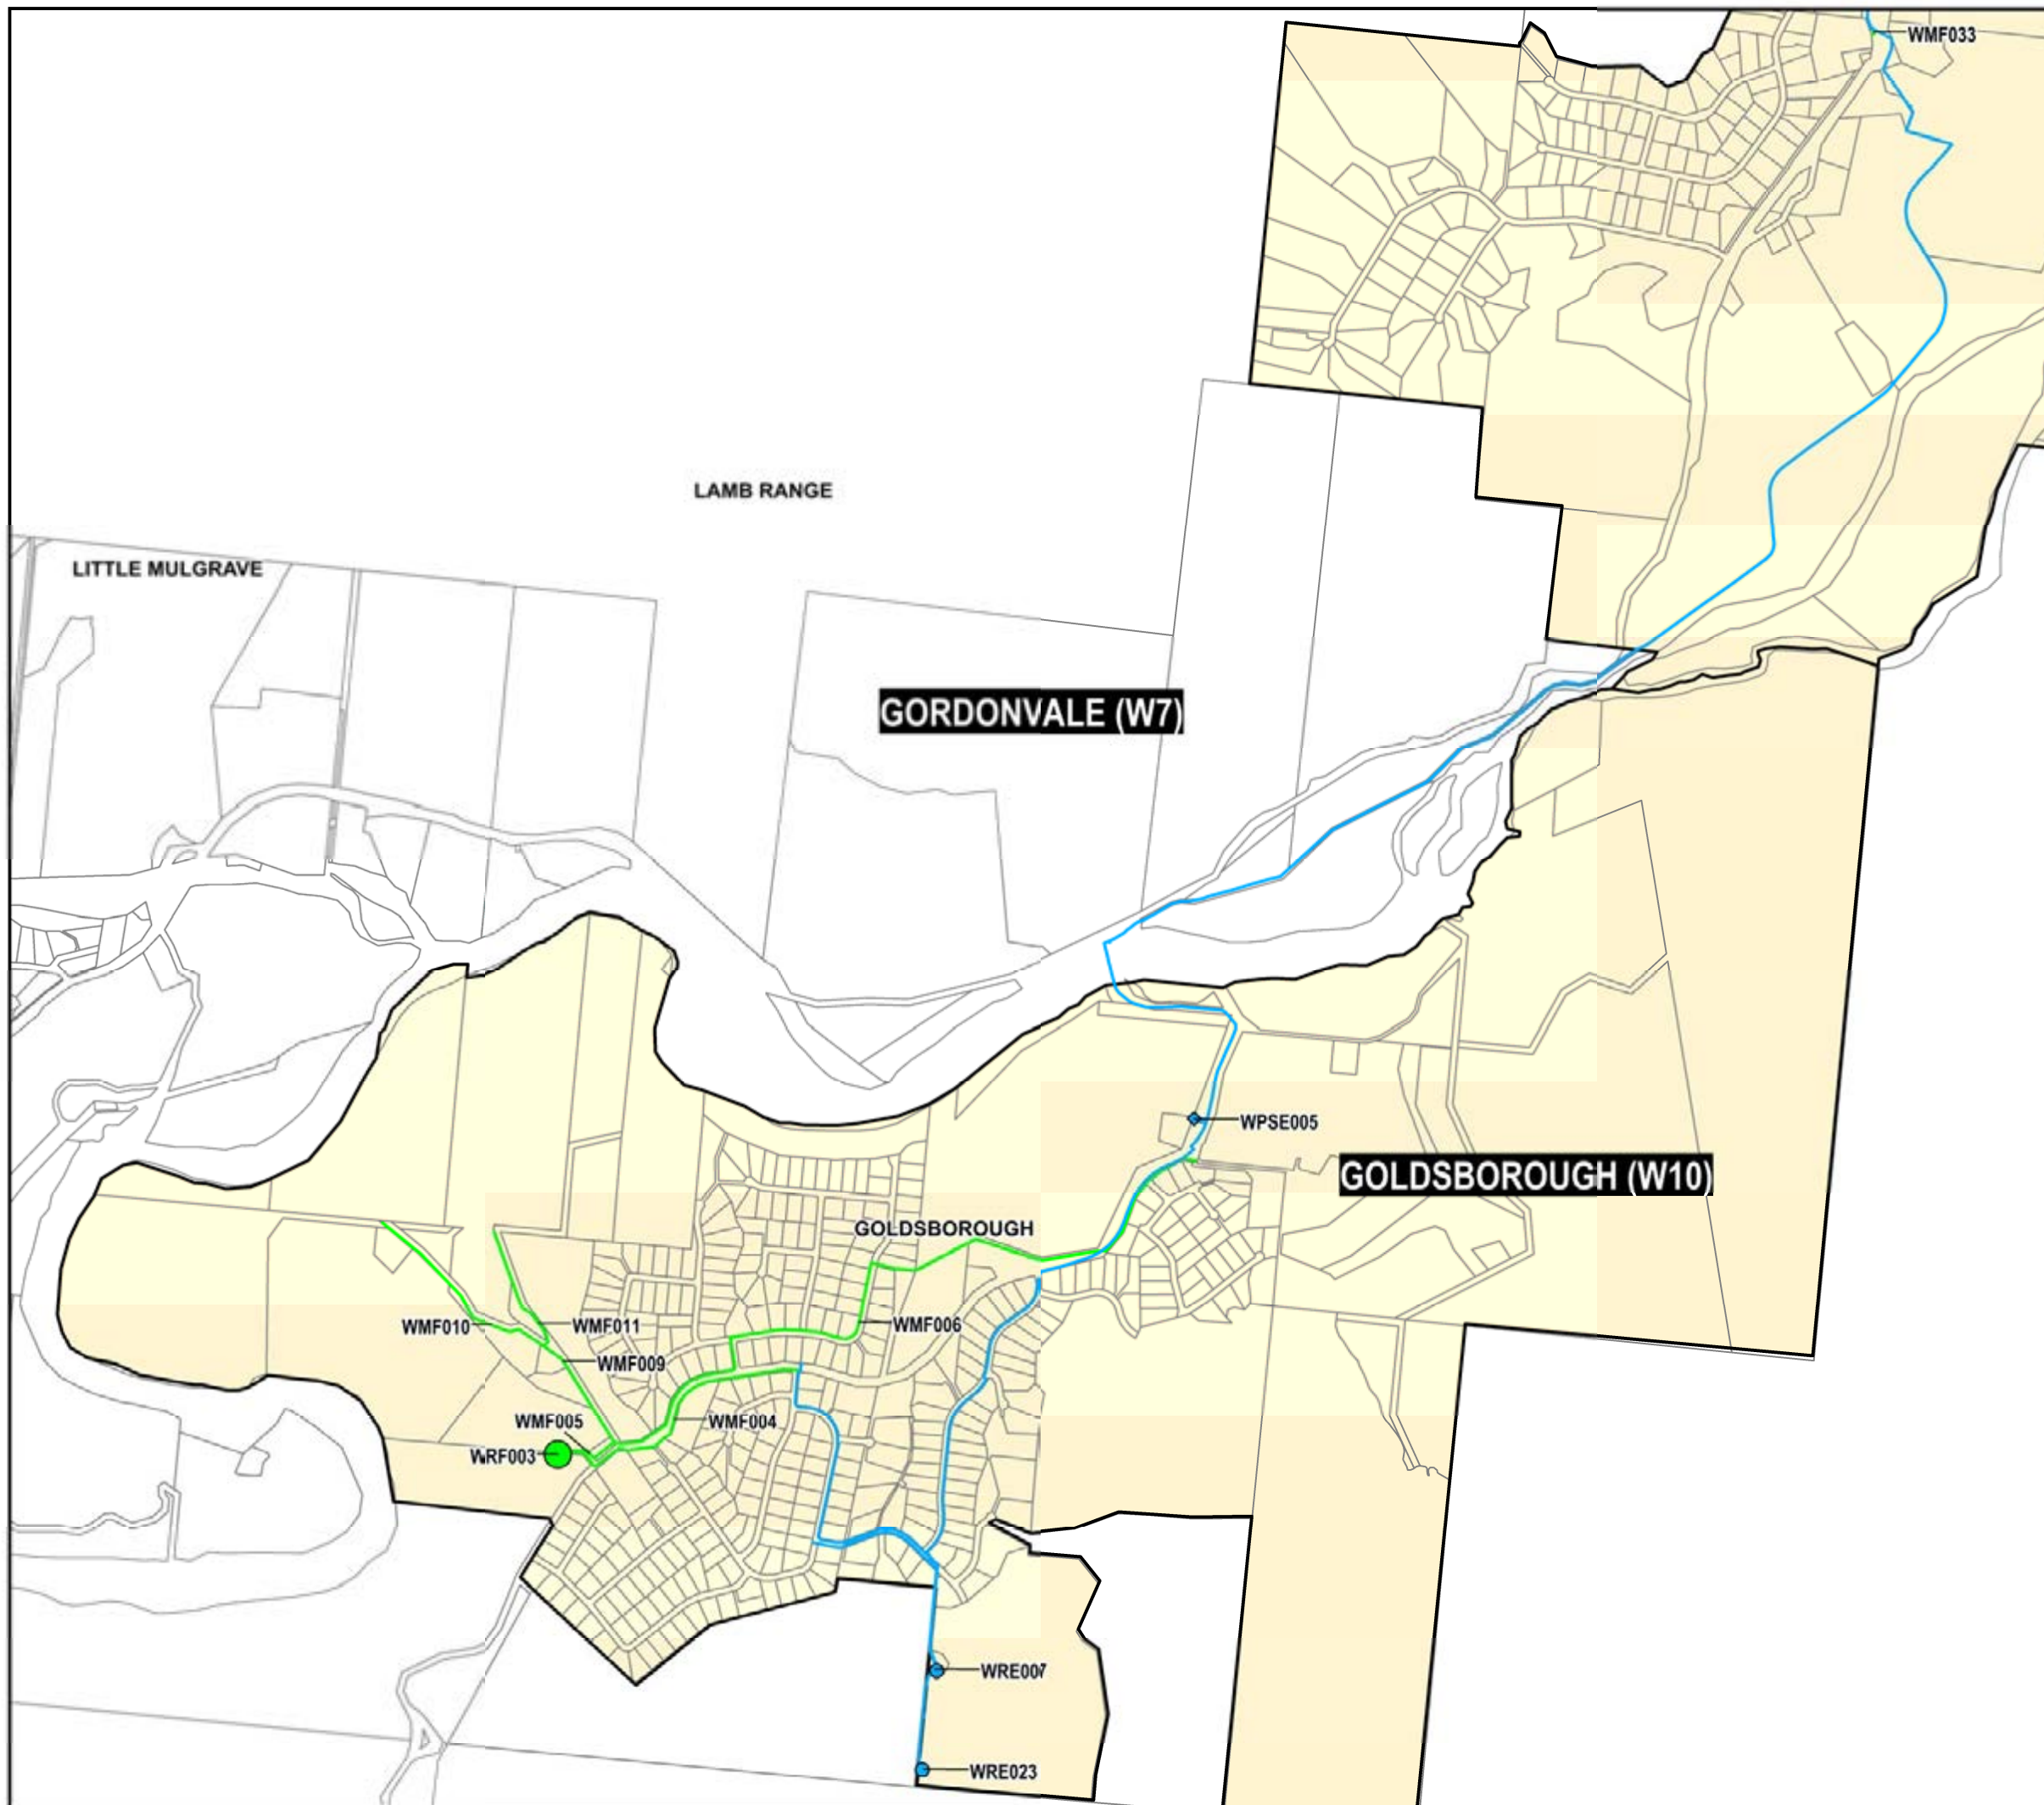 WMF033
LAMB RANGE
LITTLE MULGRAVE
GORDONVALE (W7)
WPSE005
GOLDSBOROUGH (W10)
GOLDSBOROUGH
WMF010
WMF011
WMF006
WMF009
WMF005
WMF004
WRF003
WRE007
WRE023